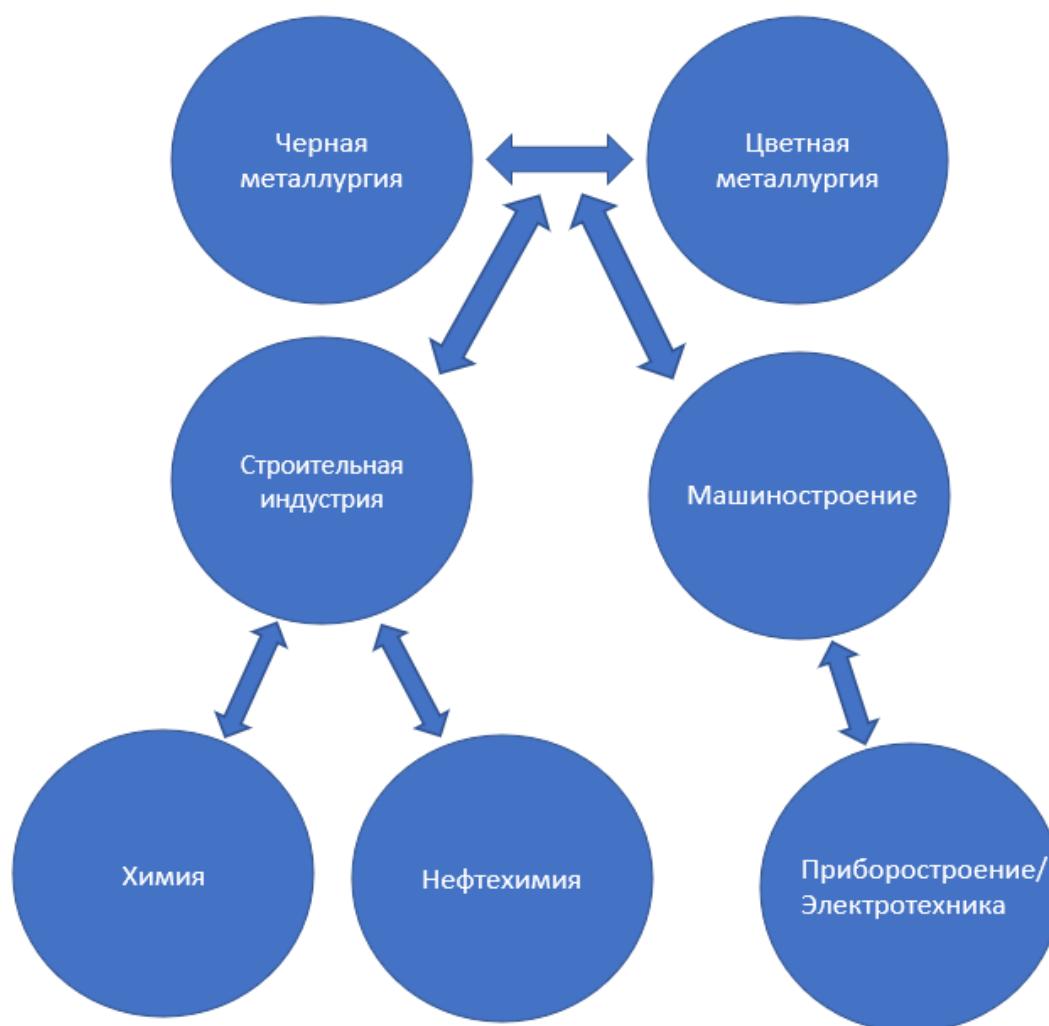 Черная
металлургия
Цветная
металлургия
Строительная
индустрия
Машиностроение
Химия
Нефтехимия
Приборостроение/
Электротехника